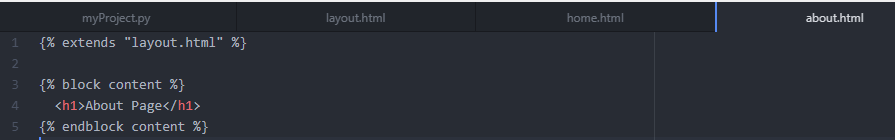 myProject.py layout.html home.html about.html
1 {% extends "layout.html" %}
2
3 {% block content %}
4 <h1>About Page</h1>
5 {% endblock content %}